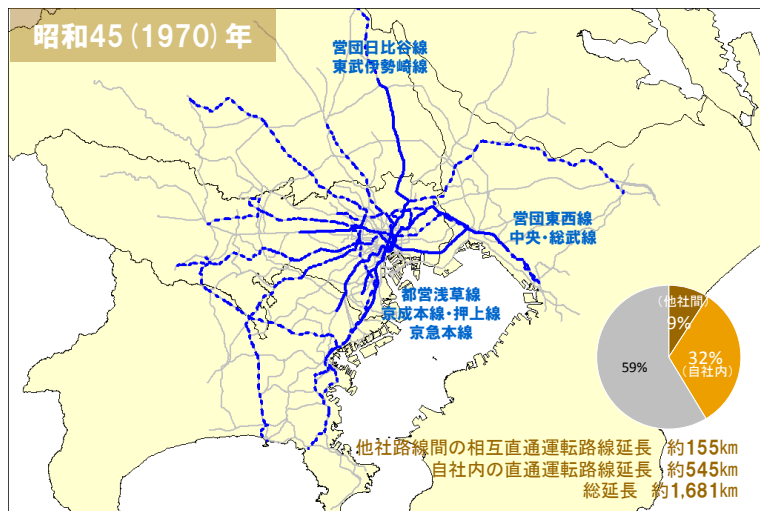 昭和45(1970)年
営団日比谷線
東武伊勢崎線
営団東西線
中央・総武線
都営浅草線
京成本線・押上線
京急本線
(他社間)
9%
32%
(自社内)
59%
他社路線間の相互直通運転路線延長 約155km
自社内の直通運転路線延長 約545km
総延長 約1,681km